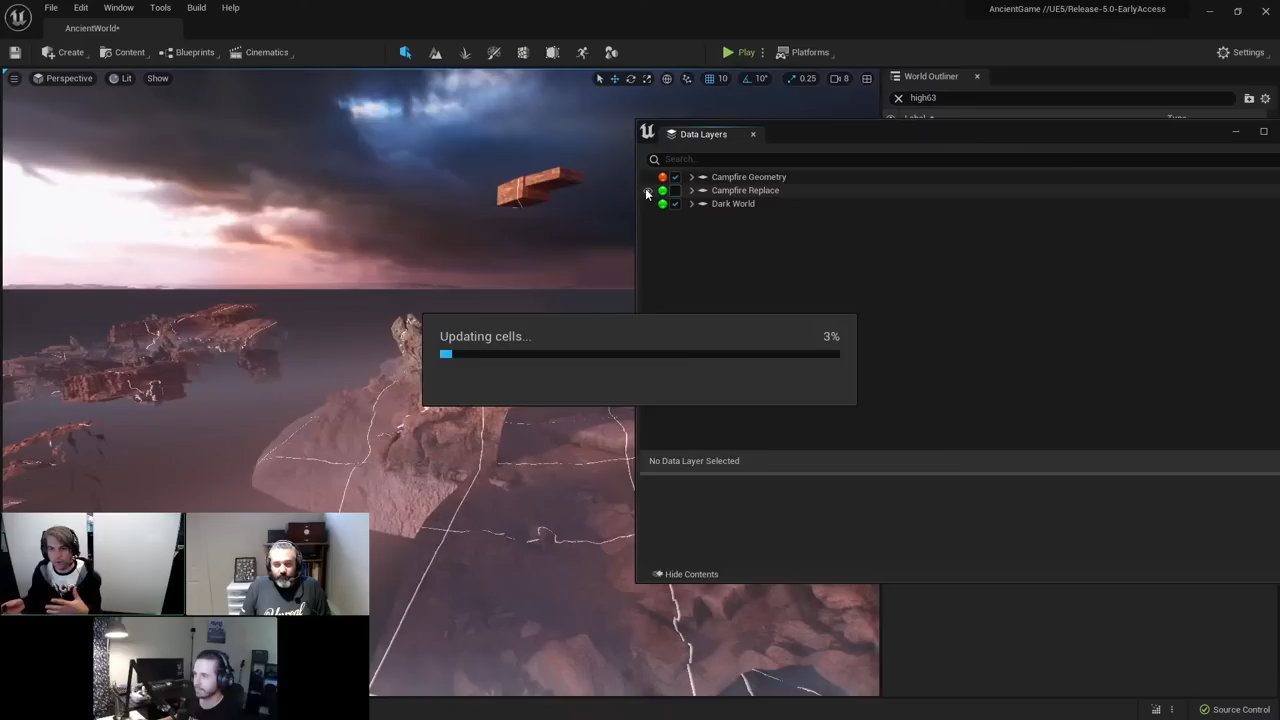 File Edit Window Tools Build Help
AncientGame //UE5/Release-5.0-EarlyAccess
AncientWorld*
Create Content Blueprints Cinematics Play Platforms Settings
Perspective Lit Show 10 10° 0.25 8
World Outliner
high63
Data Layers
Search...
Campfire Geometry
Campfire Replace
Dark World
Updating cells... 3%
No Data Layer Selected
Hide Contents
Source Control